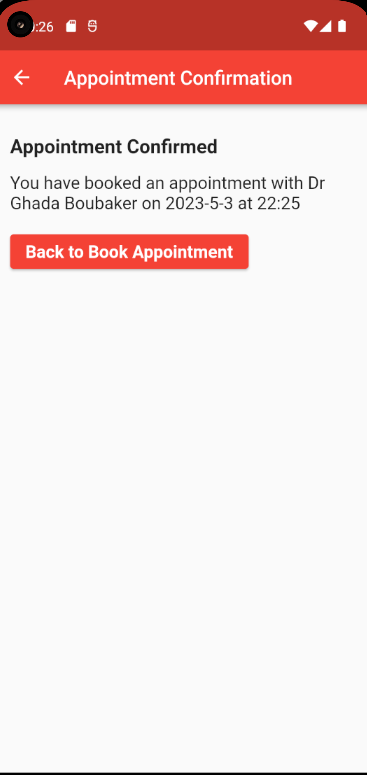 :26
Appointment Confirmation
Appointment Confirmed
You have booked an appointment with Dr
Ghada Boubaker on 2023-5-3 at 22:25
Back to Book Appointment